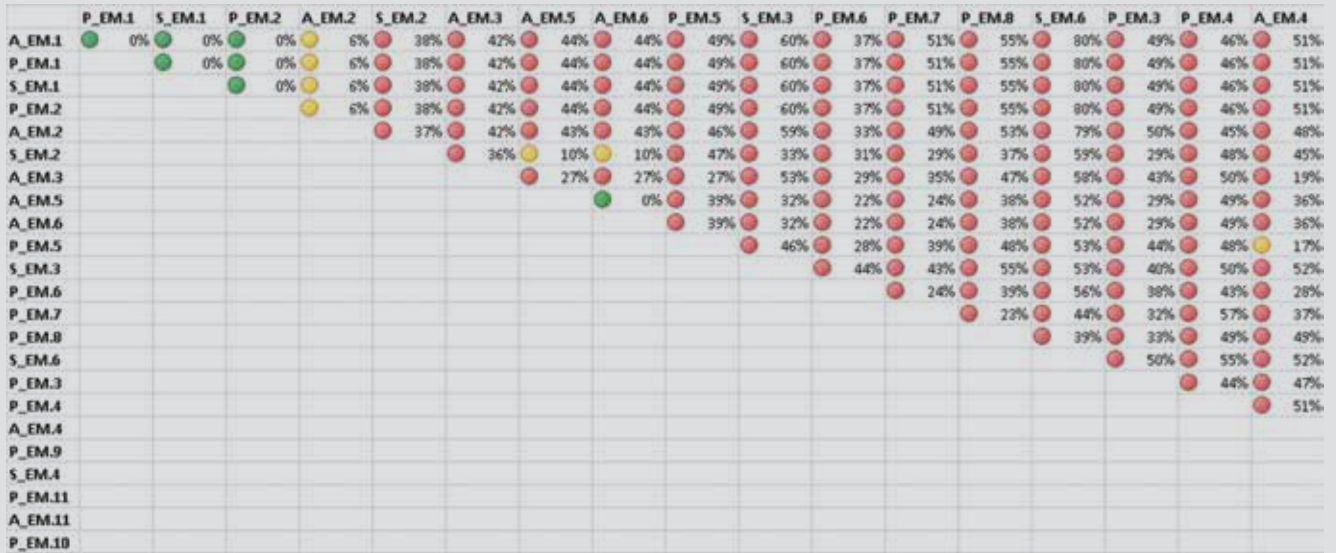 P_EM.1 S_EM.1 P_EM.2 A_EM.2 S_EM.2 A_EM.3 A_EM.5 A_EM.6 P_EM.5 S_EM.3 P_EM.6 P_EM.7 P_EM.8 S_EM.6 P_EM.3 P_EM.4 A_EM.4
A_EM.1 0% 0% 0% 6% 38% 42% 44% 44% 49% 60% 37% 51% 55% 80% 49% 46% 51%
P_EM.1 0% 0% 6% 38% 42% 44% 44% 49% 60% 37% 51% 55% 80% 49% 46% 51%
S_EM.1 0% 6% 38% 42% 44% 44% 49% 60% 37% 51% 55% 80% 49% 46% 51%
P_EM.2 6% 38% 42% 44% 44% 49% 60% 37% 51% 55% 80% 49% 46% 51%
A_EM.2 37% 42% 43% 43% 46% 59% 33% 49% 53% 79% 50% 45% 48%
S_EM.2 36% 10% 10% 47% 33% 31% 29% 37% 59% 29% 48% 45%
A_EM.3 27% 27% 27% 53% 29% 35% 47% 58% 43% 50% 19%
A_EM.5 0% 39% 32% 22% 24% 38% 52% 29% 49% 36%
A_EM.6 39% 32% 22% 24% 38% 52% 29% 49% 36%
P_EM.5 46% 28% 39% 48% 53% 44% 48% 17%
S_EM.3 44% 43% 55% 53% 40% 50% 52%
P_EM.6 24% 39% 56% 38% 43% 28%
P_EM.7 23% 44% 32% 57% 37%
P_EM.8 39% 33% 49% 49%
S_EM.6 50% 55% 52%
P_EM.3 44% 47%
P_EM.4 51%
A_EM.4
P_EM.9
S_EM.4
P_EM.11
A_EM.11
P_EM.10